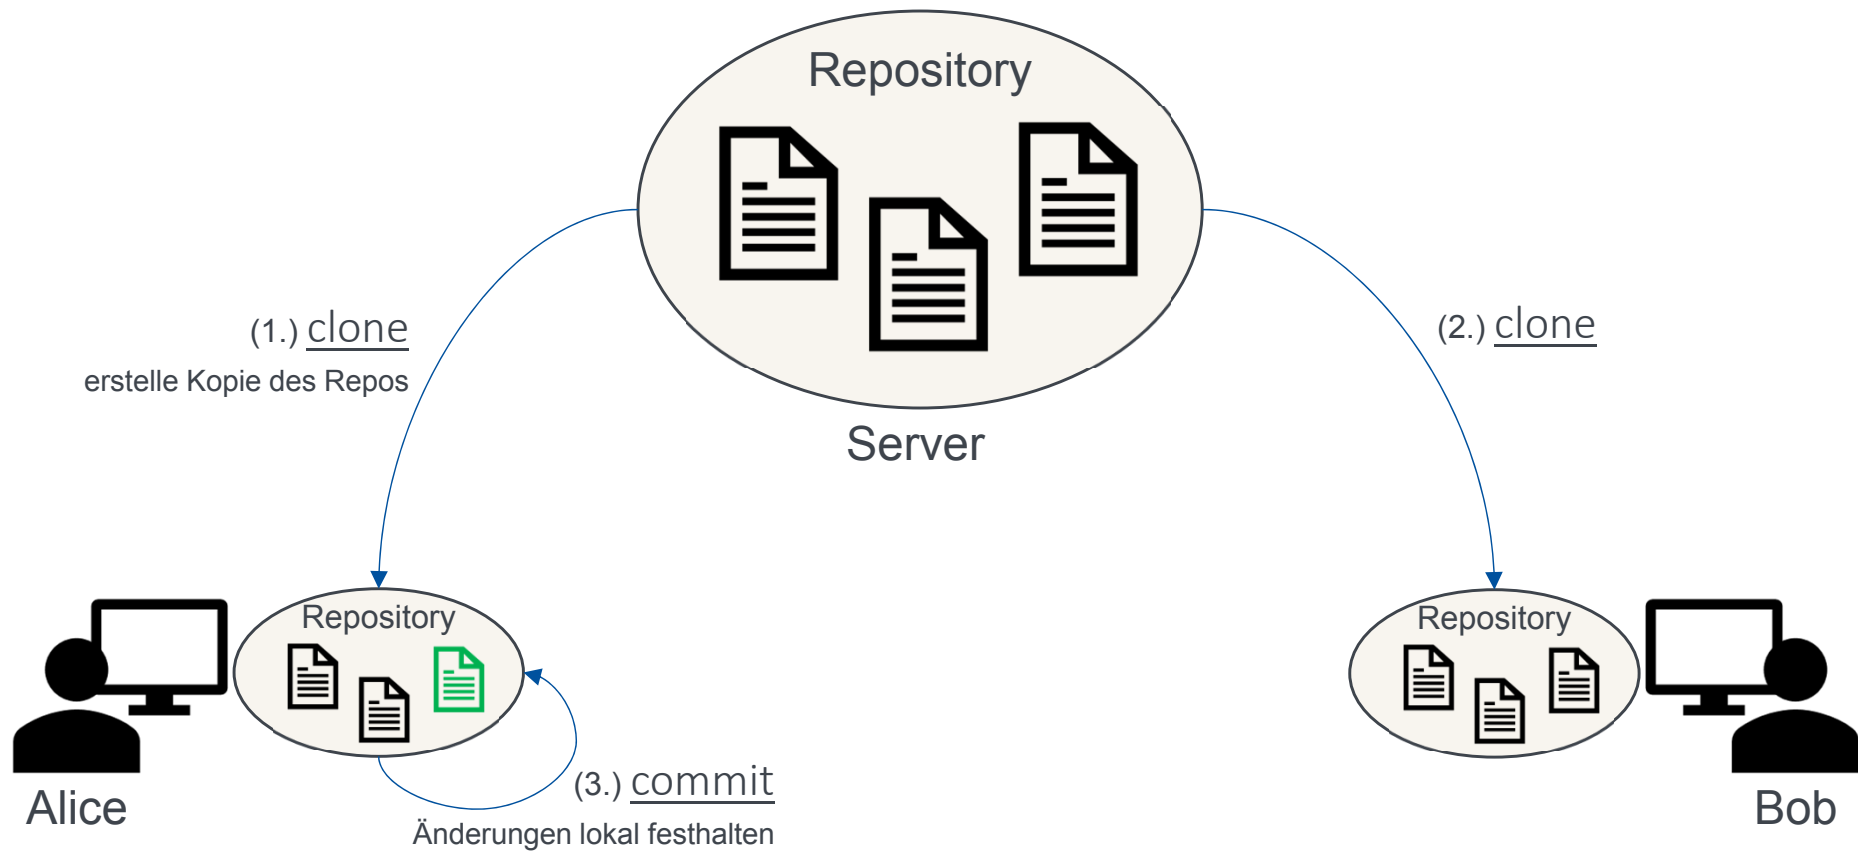 Repository
Server
(1.) clone
erstelle Kopie des Repos
(2.) clone
Repository
Repository
Alice
(3.) commit
Änderungen lokal festhalten
Bob